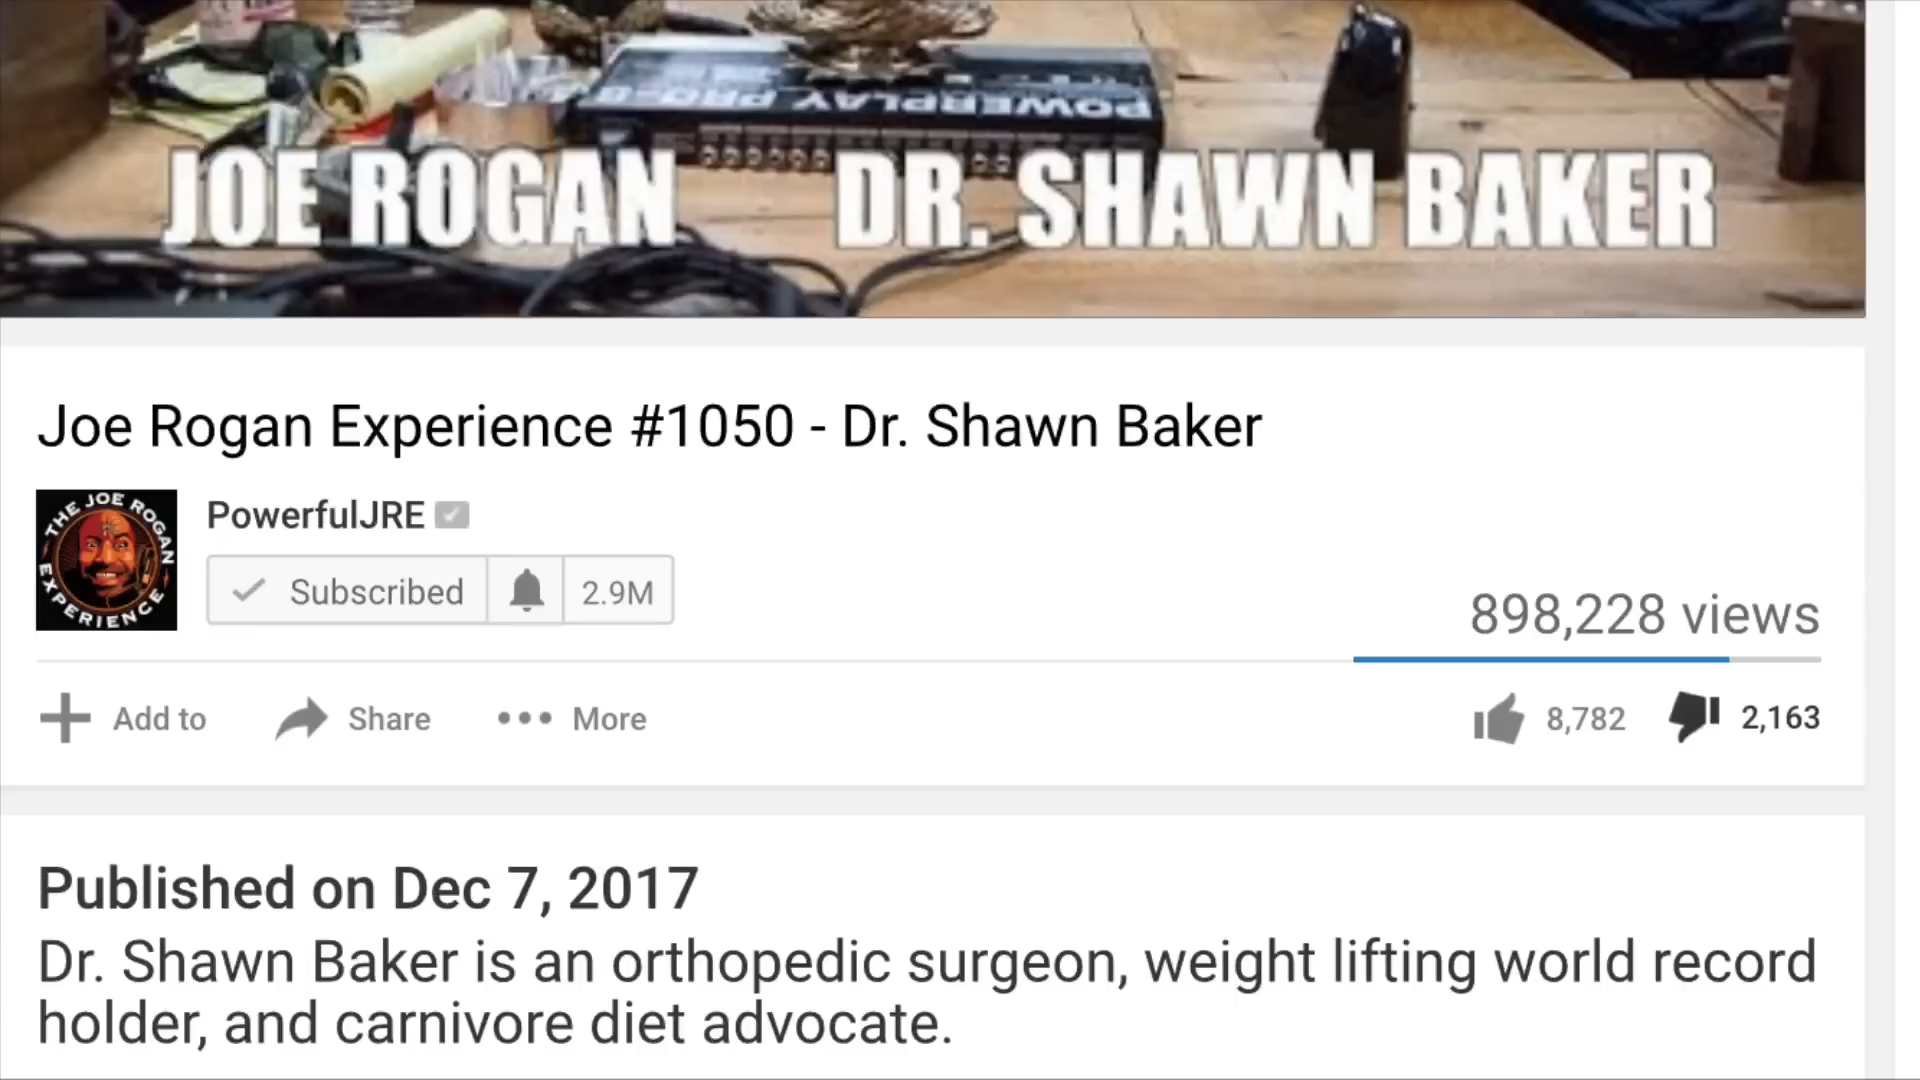 POWERPLAY PRO-8
JOE ROGAN DR. SHAWN BAKER
Joe Rogan Experience #1050 - Dr. Shawn Baker
THE JOE ROGAN EXPERIENCE
PowerfulJRE
Subscribed 2.9M
898,228 views
Add to Share More 8,782 2,163
Published on Dec 7, 2017
Dr. Shawn Baker is an orthopedic surgeon, weight lifting world record
holder, and carnivore diet advocate.